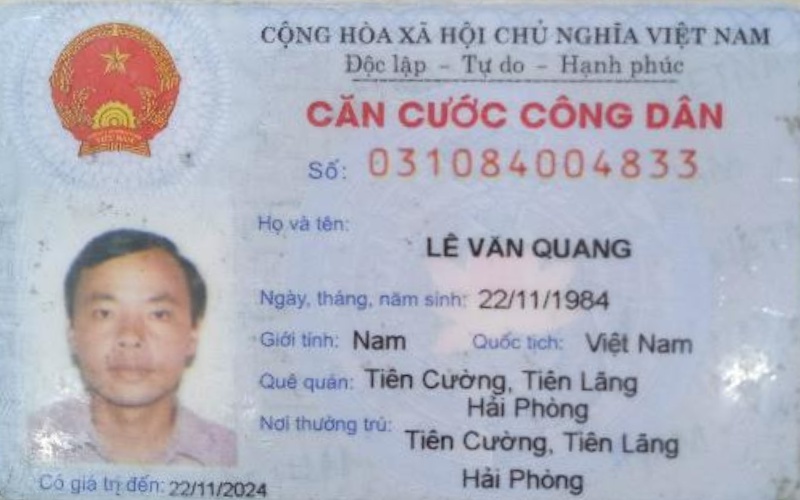 CỘNG HÒA XÃ HỘI CHỦ NGHĨA VIỆT NAM
Độc lập - Tự do - Hạnh phúc
CĂN CƯỚC CÔNG DÂN
Số: 031084004833
Họ và tên:
LÊ VĂN QUANG
Ngày, tháng, năm sinh: 22/11/1984
Giới tính: Nam Quốc tịch: Việt Nam
Quê quán: Tiên Cường, Tiên Lãng
Hải Phòng
Nơi thường trú: Tiên Cường, Tiên Lãng
Hải Phòng
Có giá trị đến: 22/11/2024